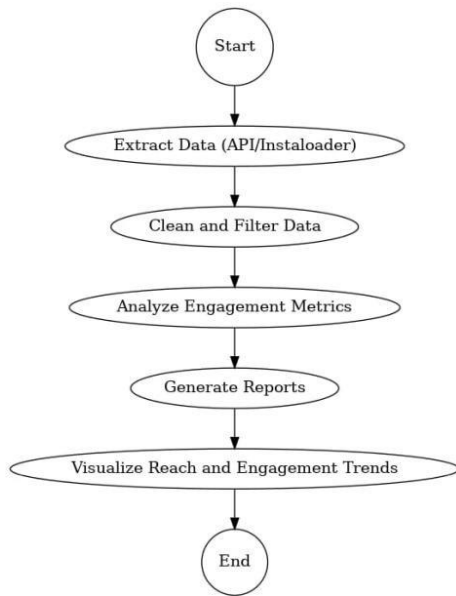 Start
Extract Data (API/Instaloader)
Clean and Filter Data
Analyze Engagement Metrics
Generate Reports
Visualize Reach and Engagement Trends
End